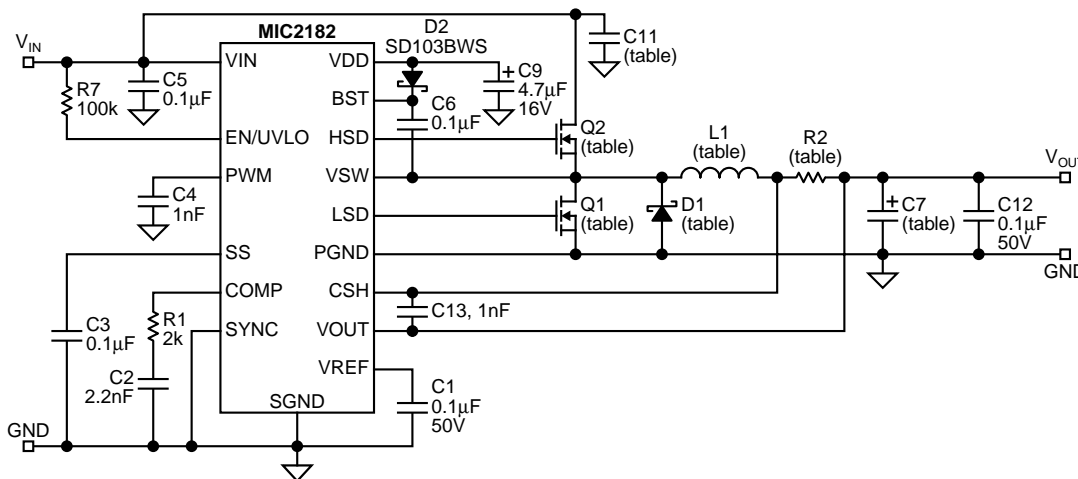 MIC2182
D2
SD103BWS
C11
(table)
VIN
VIN
VDD
C5
0.1µF
R7
100k
C9
4.7µF
16V
BST
C6
0.1µF
EN/UVLO
HSD
Q2
(table)
L1
(table)
R2
(table)
VOUT
PWM
VSW
C4
1nF
LSD
Q1
(table)
D1
(table)
C7
(table)
C12
0.1µF
50V
SS
PGND
GND
COMP
CSH
C13, 1nF
R1
2k
C3
0.1µF
SYNC
VOUT
VREF
C2
2.2nF
C1
0.1µF
50V
SGND
GND